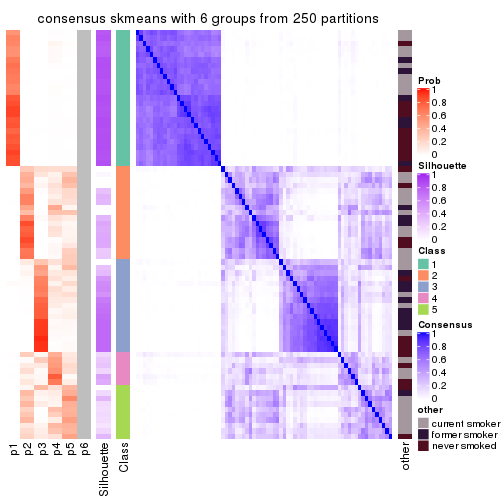 consensus skmeans with 6 groups from 250 partitions
p1
p2
p3
p4
p5
p6
Silhouette
Class
other
Prob
1
0.8
0.6
0.4
0.2
0
Silhouette
1
0.8
0.6
0.4
0.2
0
Class
1
2
3
4
5
Consensus
1
0.8
0.6
0.4
0.2
0
other
current smoker
former smoker
never smoked